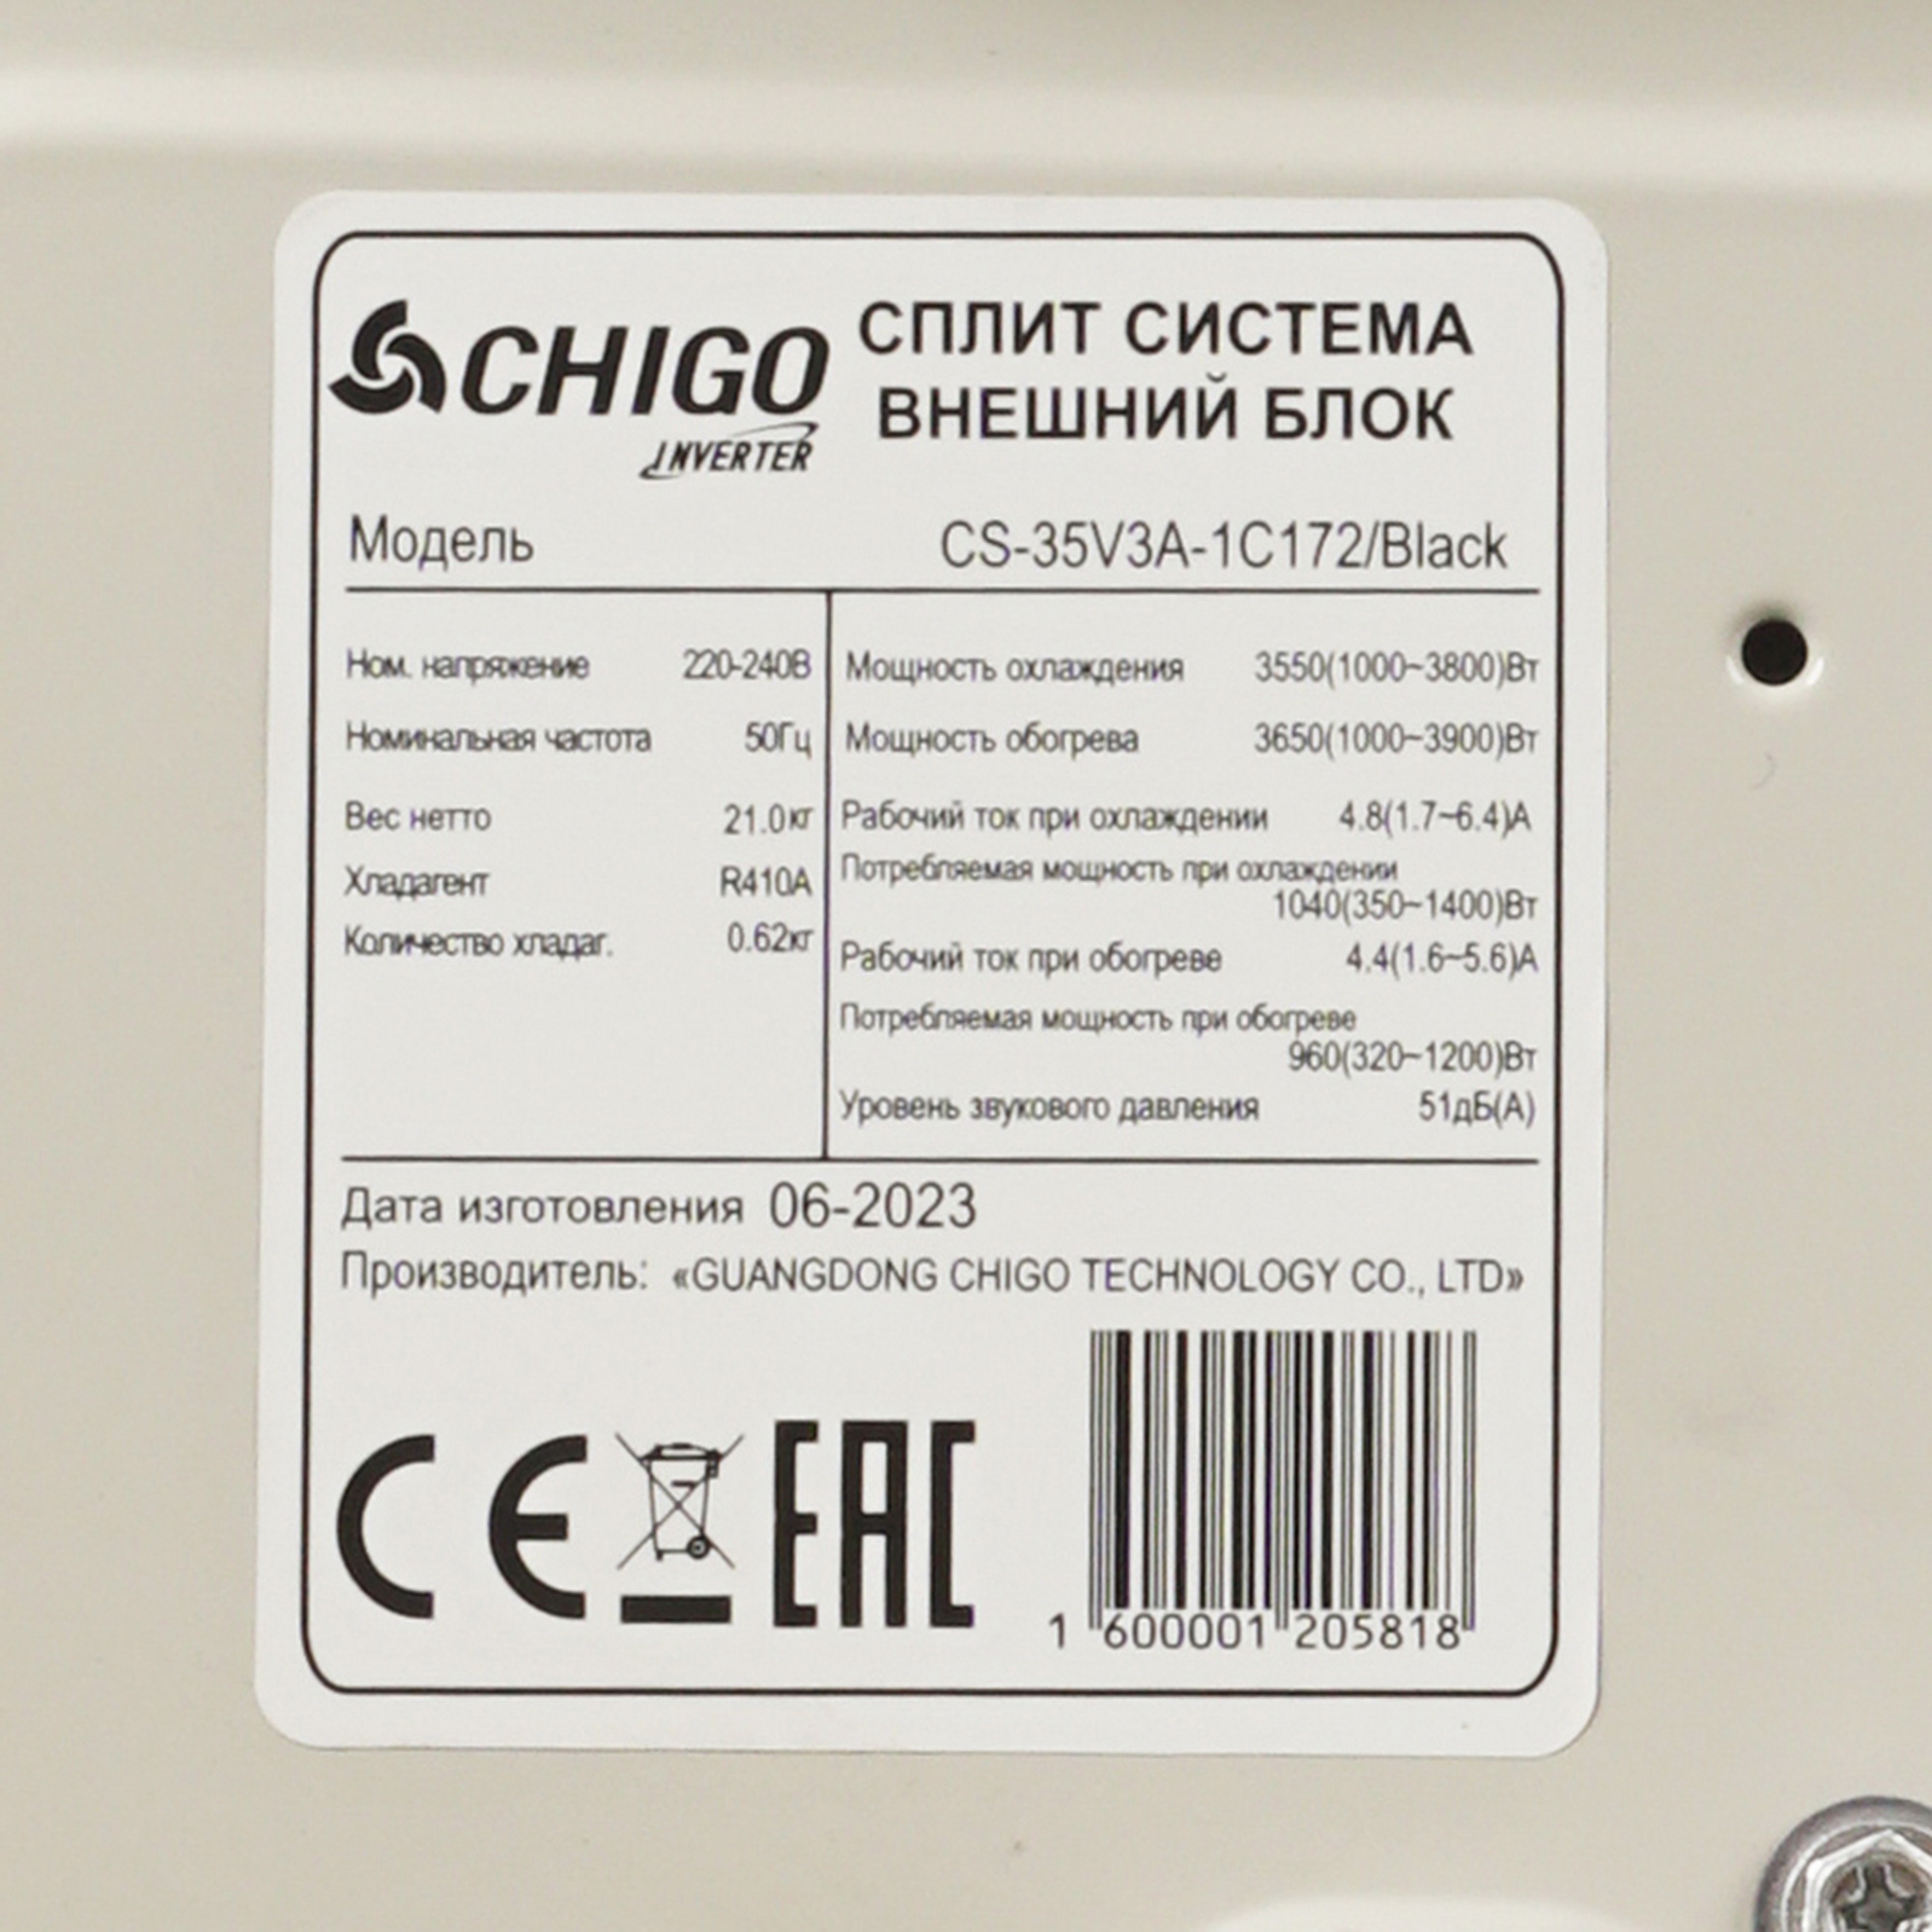 CHIGO
INVERTER
СПЛИТ СИСТЕМА
ВНЕШНИЙ БЛОК
Модель CS-35V3A-1C172/Black
Ном. напряжение 220-240В
Номинальная частота 50Гц
Вес нетто 21.0кг
Хладагент R410A
Количество хладаг. 0.62кг
Мощность охлаждения 3550(1000~3800)Вт
Мощность обогрева 3650(1000~3900)Вт
Рабочий ток при охлаждении 4.8(1.7~6.4)А
Потребляемая мощность при охлаждении
1040(350~1400)Вт
Рабочий ток при обогреве 4.4(1.6~5.6)А
Потребляемая мощность при обогреве
960(320~1200)Вт
Уровень звукового давления 51дБ(А)
Дата изготовления 06-2023
Производитель: «GUANGDONG CHIGO TECHNOLOGY CO., LTD»
CE EAC
1 600001 205818